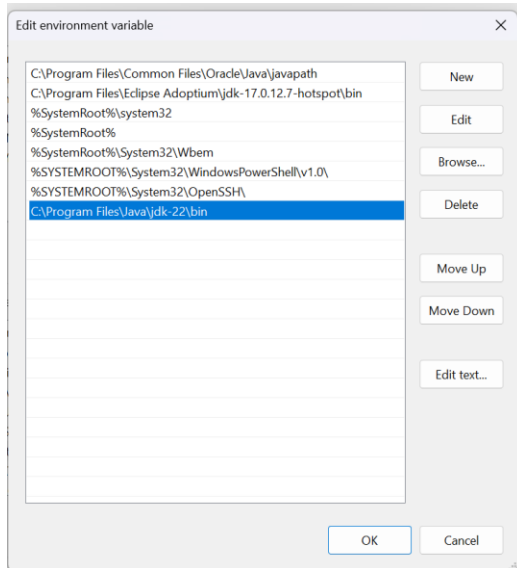 Edit environment variable
C:\Program Files\Common Files\Oracle\Java\javapath
C:\Program Files\Eclipse Adoptium\jdk-17.0.12.7-hotspot\bin
%SystemRoot%\system32
%SystemRoot%
%SystemRoot%\System32\Wbem
%SYSTEMROOT%\System32\WindowsPowerShell\v1.0\
%SYSTEMROOT%\System32\OpenSSH\
C:\Program Files\Java\jdk-22\bin
New
Edit
Browse...
Delete
Move Up
Move Down
Edit text...
OK
Cancel